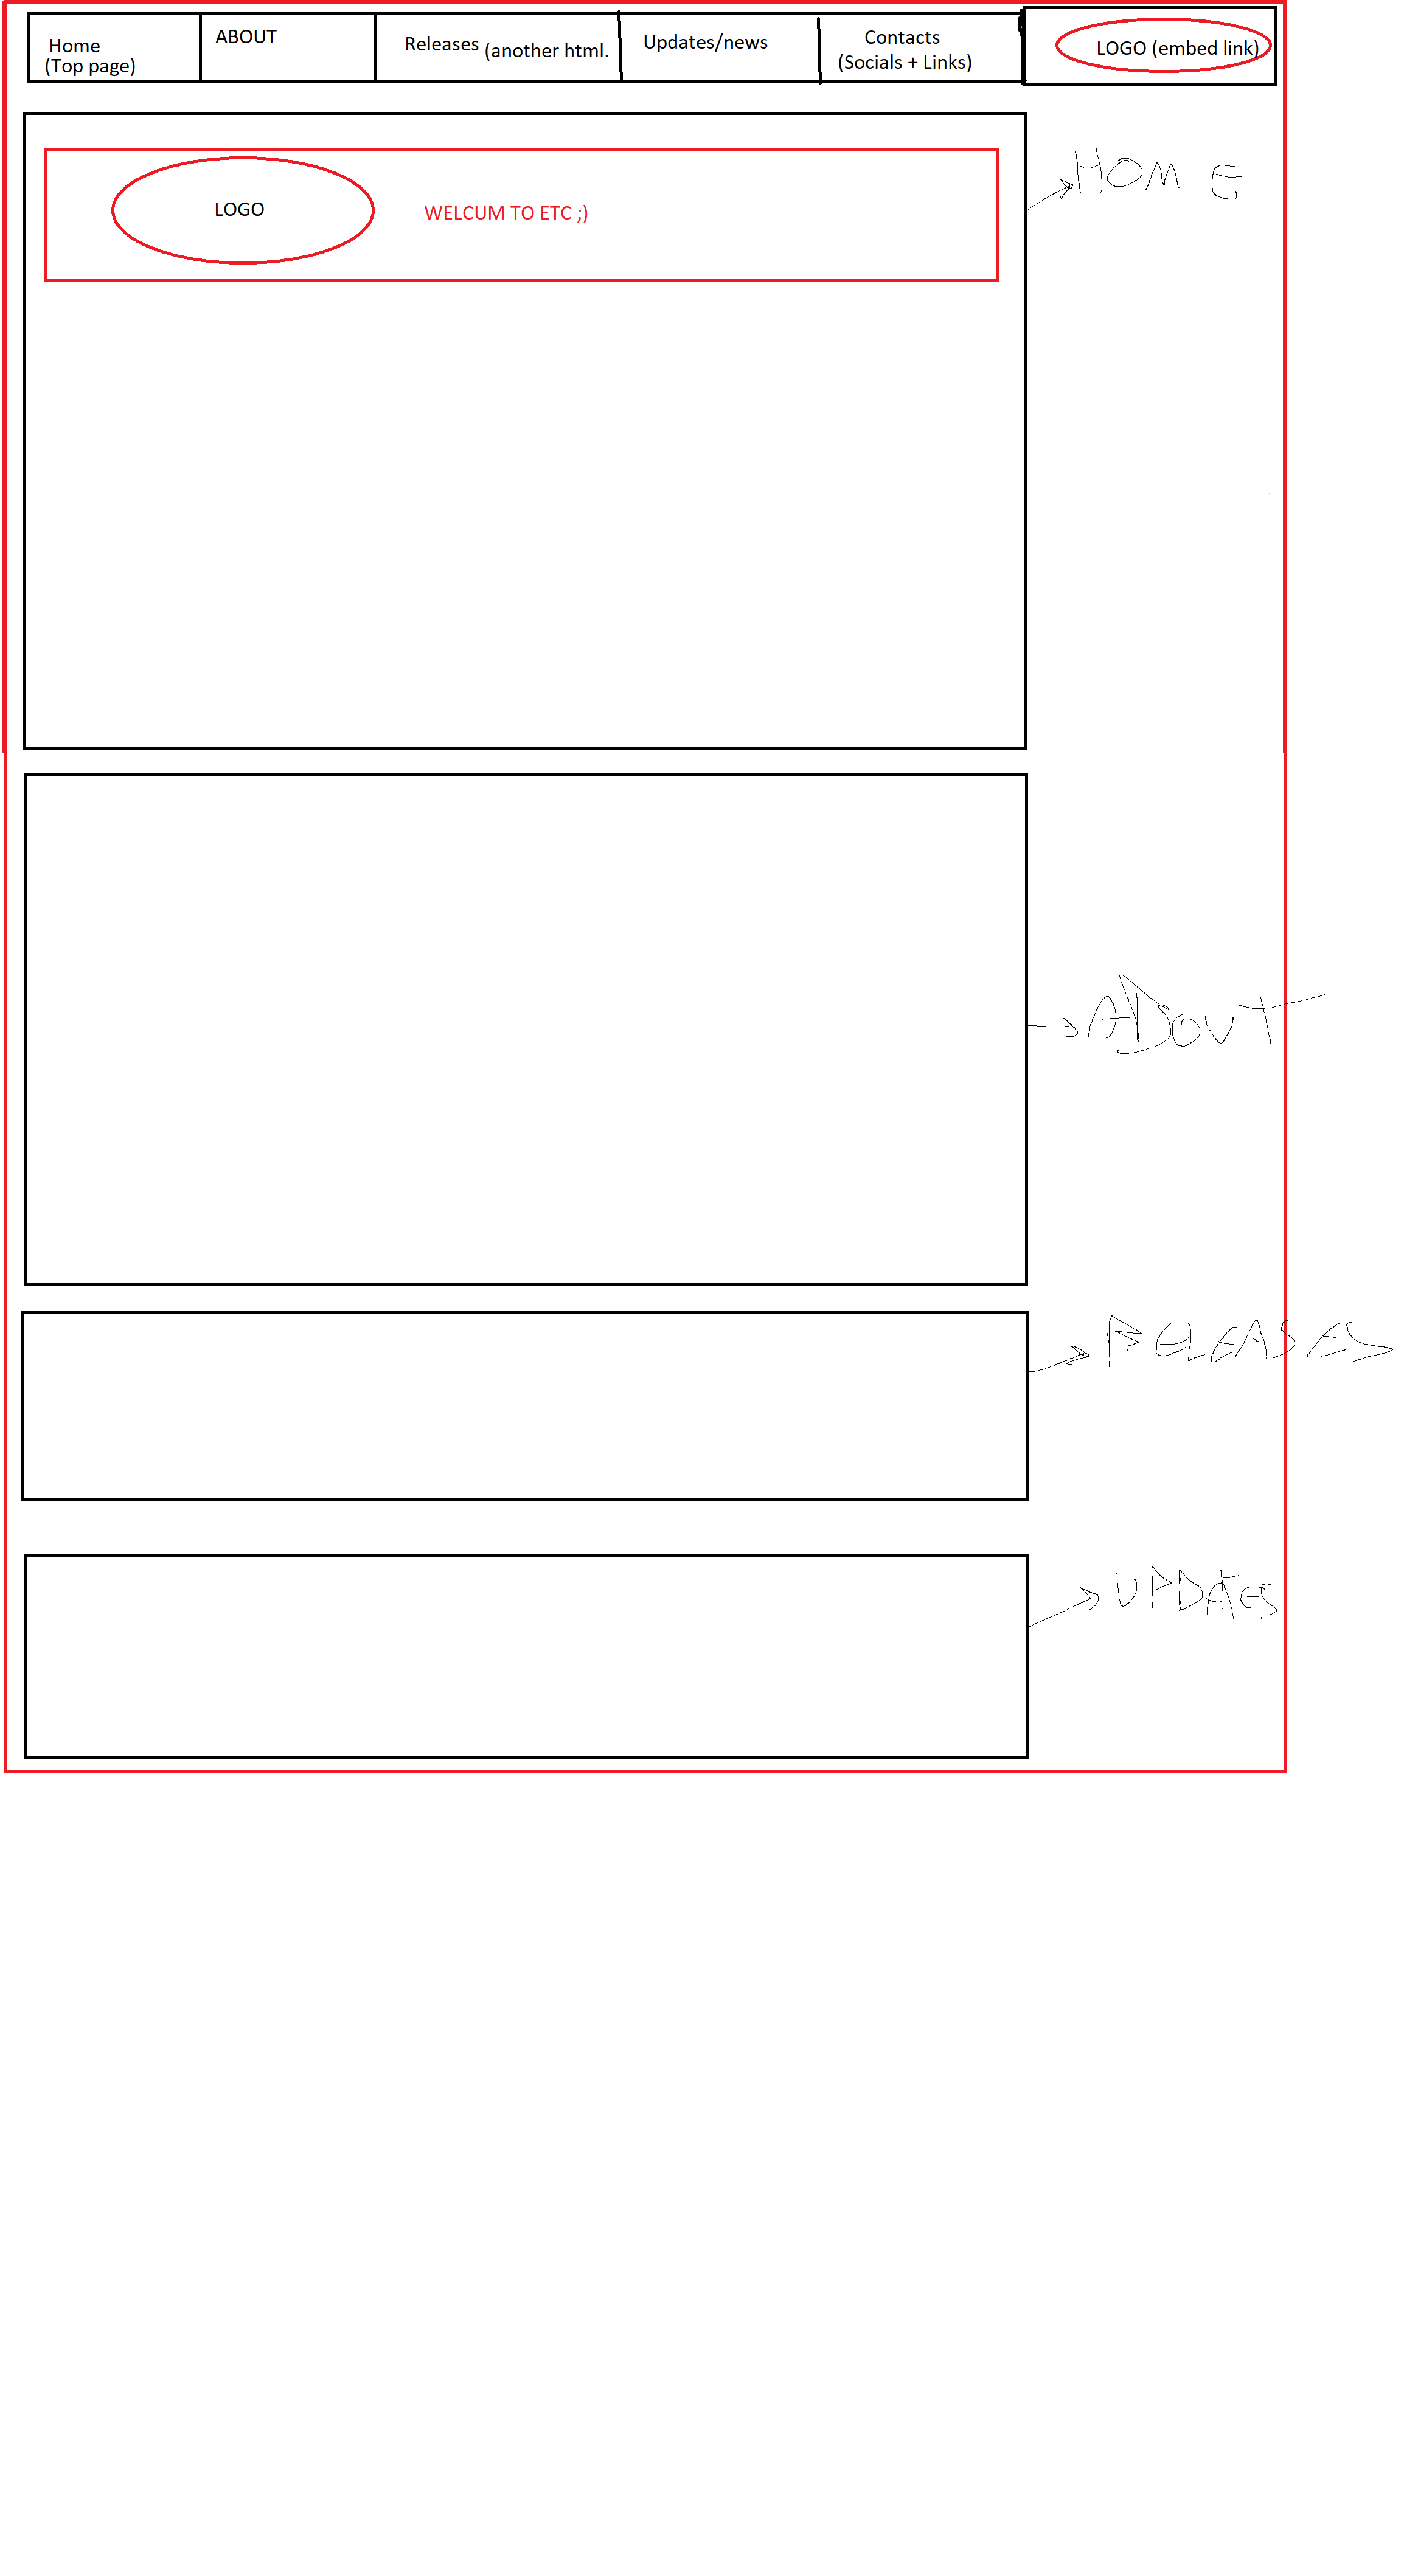 Home
(Top page)
ABOUT
Releases (another html.
Updates/news
Contacts
(Socials + Links)
LOGO (embed link)
LOGO
WELCUM TO ETC ;)
HOME
ABOUT
RELEASES
UPDATES